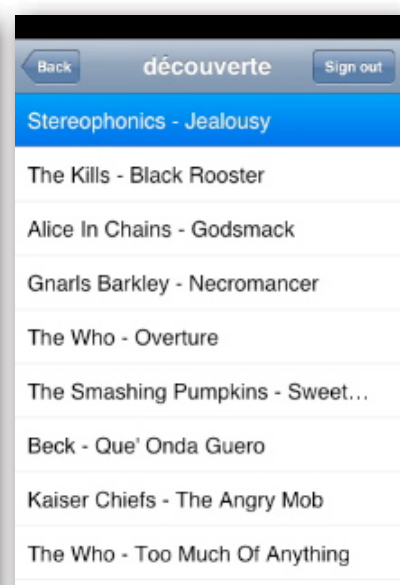 Back découverte Sign out
Stereophonics - Jealousy
The Kills - Black Rooster
Alice In Chains - Godsmack
Gnarls Barkley - Necromancer
The Who - Overture
The Smashing Pumpkins - Sweet...
Beck - Que' Onda Guero
Kaiser Chiefs - The Angry Mob
The Who - Too Much Of Anything